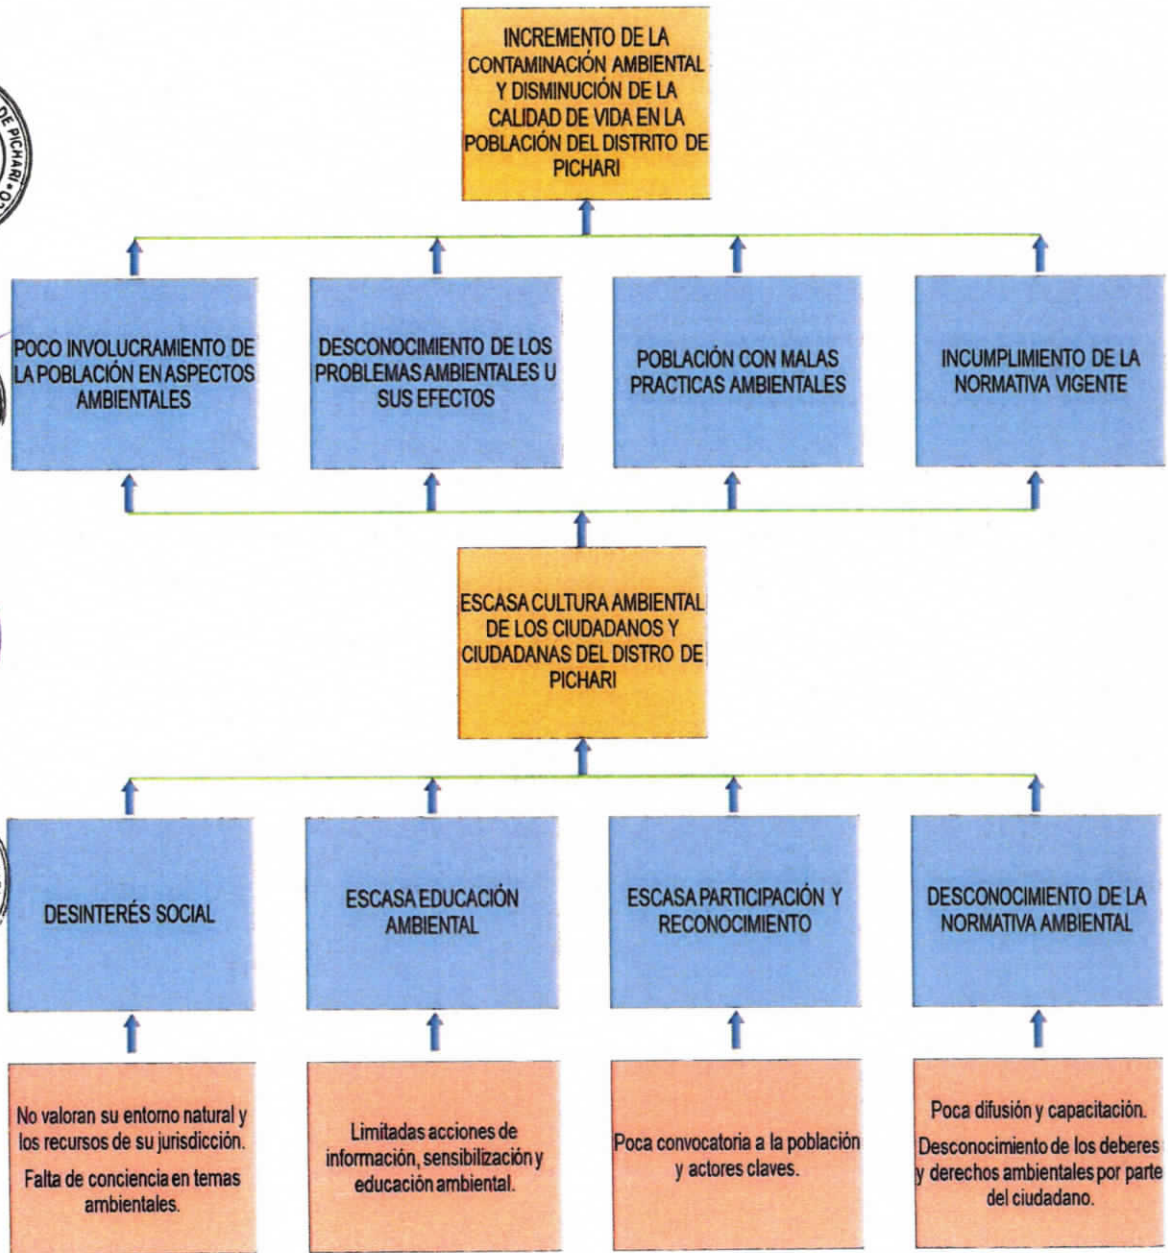 INCREMENTO DE LA
CONTAMINACIÓN AMBIENTAL
Y DISMINUCIÓN DE LA
CALIDAD DE VIDA EN LA
POBLACIÓN DEL DISTRITO DE
PICHARI
DE PICHARI
POCO INVOLUCRAMIENTO DE
LA POBLACIÓN EN ASPECTOS
AMBIENTALES
DESCONOCIMIENTO DE LOS
PROBLEMAS AMBIENTALES U
SUS EFECTOS
POBLACIÓN CON MALAS
PRACTICAS AMBIENTALES
INCUMPLIMIENTO DE LA
NORMATIVA VIGENTE
ESCASA CULTURA AMBIENTAL
DE LOS CIUDADANOS Y
CIUDADANAS DEL DISTRO DE
PICHARI
DESINTERÉS SOCIAL
ESCASA EDUCACIÓN
AMBIENTAL
ESCASA PARTICIPACIÓN Y
RECONOCIMIENTO
DESCONOCIMIENTO DE LA
NORMATIVA AMBIENTAL
No valoran su entorno natural y
los recursos de su jurisdicción.
Falta de conciencia en temas
ambientales.
Limitadas acciones de
información, sensibilización y
educación ambiental.
Poca convocatoria a la población
y actores claves.
Poca difusión y capacitación.
Desconocimiento de los deberes
y derechos ambientales por parte
del ciudadano.